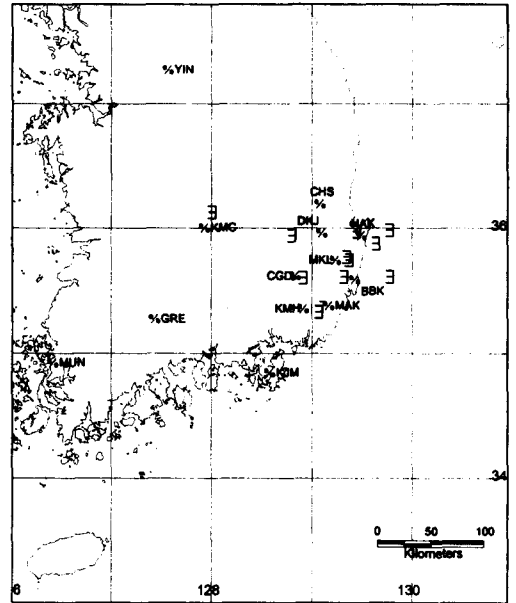 %YIN
CHS
%
DKJ
%
HAK
36
%KMC
MKL%
CGD%
BBK
KMH%
%MAK
%GRE
%MUN
%KJM
34
0 50 100
Kilometers
6
128
130